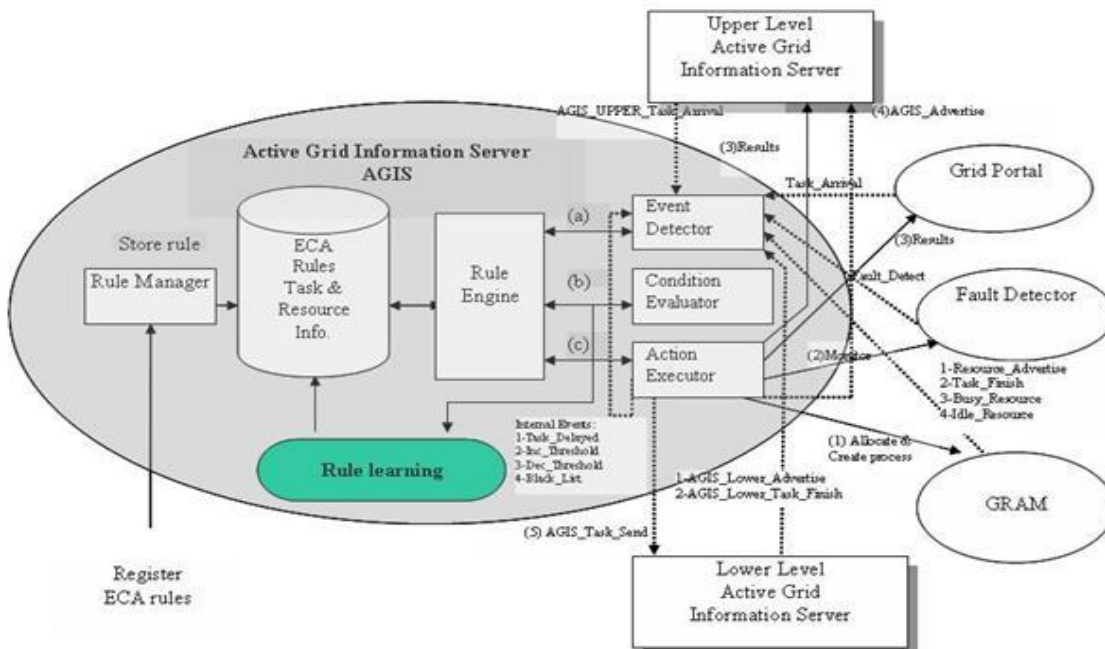 Upper Level
Active Grid
Information Server
AGIS_UPPER_Task_Arrival
(4)AGIS_Advertise
(3)Results
Active Grid Information Server
AGIS
Task_Arrival
Grid Portal
(a)
Event
Detector
Store rule
ECA
Rules
Task &
Resource
Info.
(3)Results
Rule Manager
Rule
Engine
(b)
Condition
Evaluator
Fault_Detect
Fault Detector
(c)
Action
Executor
(2)Monitor
1-Resource_Advertise
2-Task_Finish
3-Busy_Resource
4-Idle_Resource
Internal Events:
1-Task_Delayed
2-Inc_Threshold
3-Dec_Threshold
4-Black_List
Rule learning
(1) Allocate &
Create process
1-AGIS_Lower_Advertise
2-AGIS_Lower_Task_Finish
GRAM
(5) AGIS_Task_Send
Register
ECA rules
Lower Level
Active Grid
Information Server